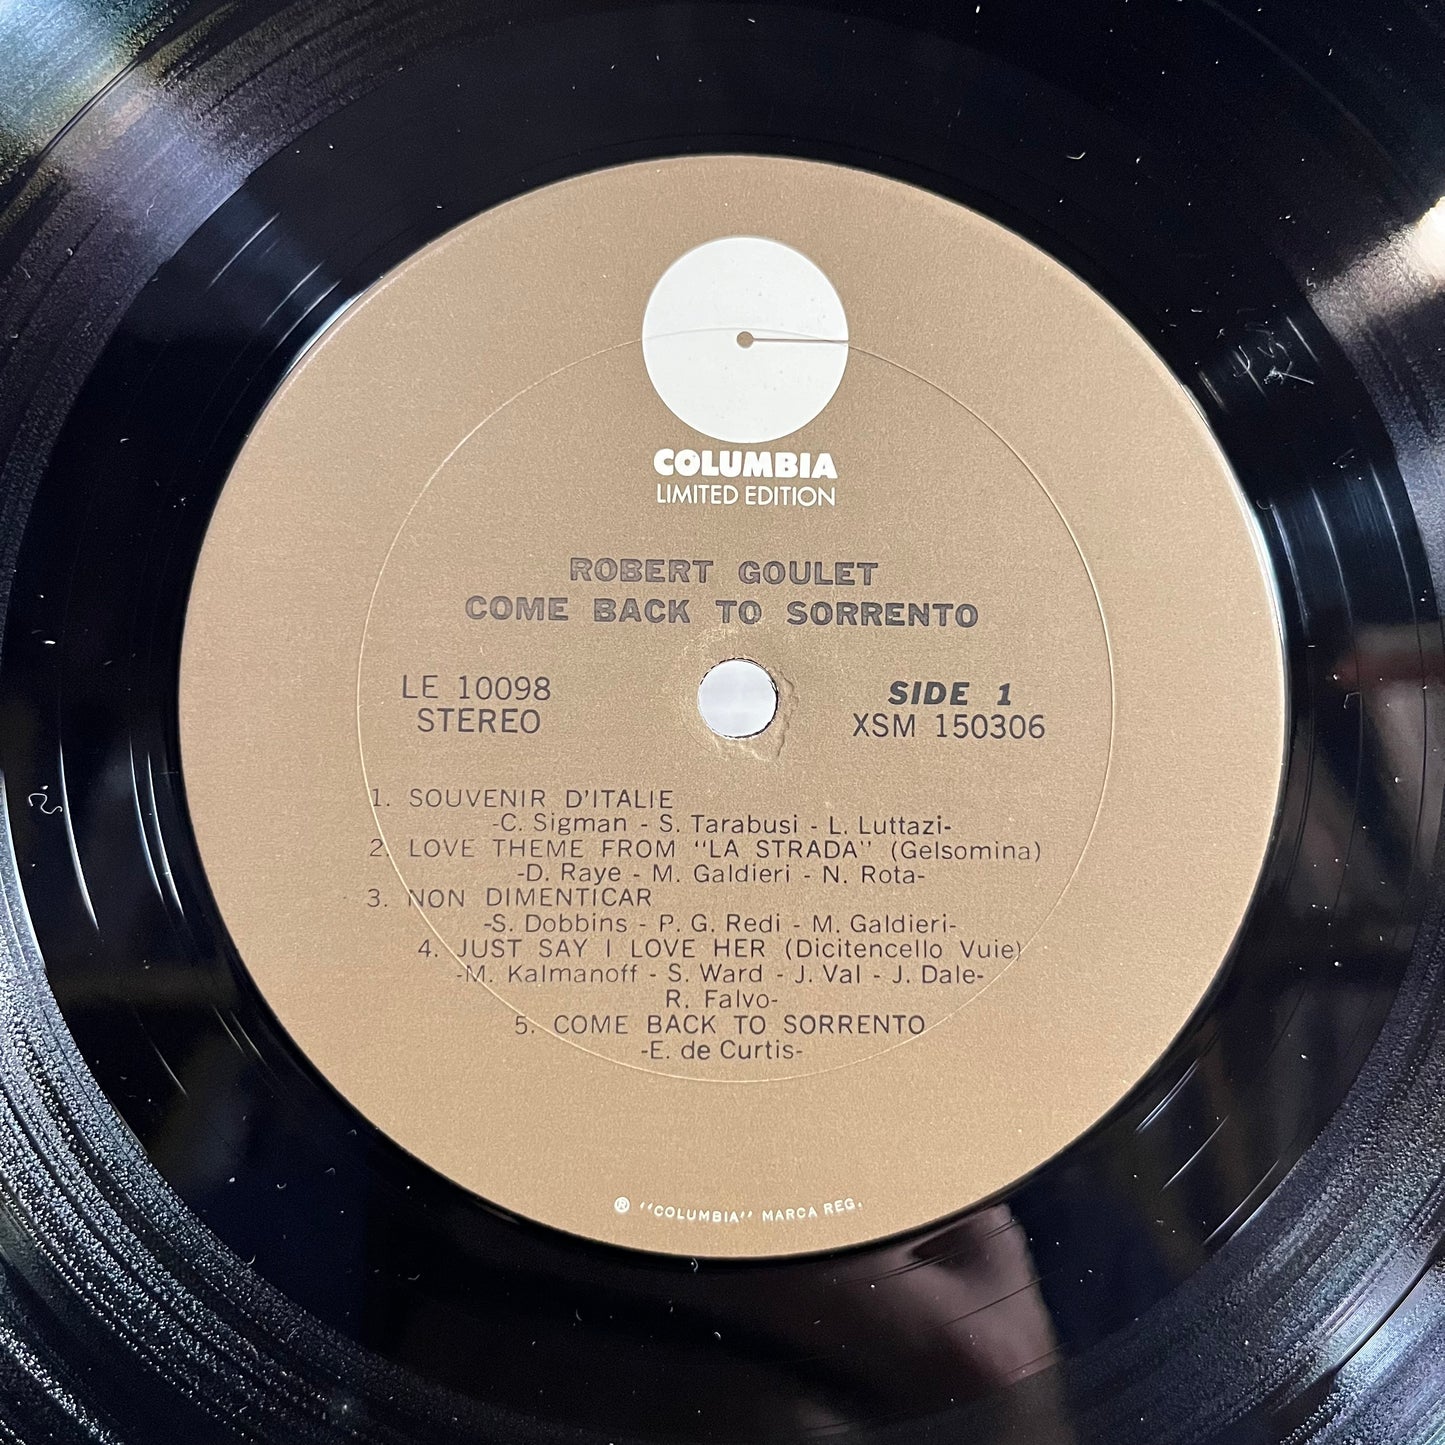 COLUMBIA
LIMITED EDITION
ROBERT GOULET
COME BACK TO SORRENTO
LE 10098
STEREO
SIDE 1
XSM 150306
1. SOUVENIR D'ITALIE
-C. Sigman - S. Tarabusi - L. Luttazi-
2. LOVE THEME FROM "LA STRADA" (Gelsomina)
-D. Raye - M. Galdieri - N. Rota-
3. NON DIMENTICAR
-S. Dobbins - P. G. Redi - M. Galdieri-
4. JUST SAY I LOVE HER (Dicitencello Vuie)
-M. Kalmanoff - S. Ward - J. Val - J. Dale-
R. Falvo-
5. COME BACK TO SORRENTO
-E. de Curtis-
® "COLUMBIA" MARCA REG.